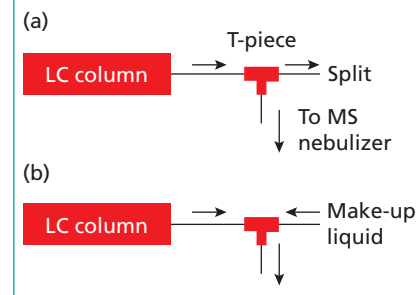 (a)
T-piece
LC column
Split
To MS
nebulizer
(b)
LC column
Make-up
liquid